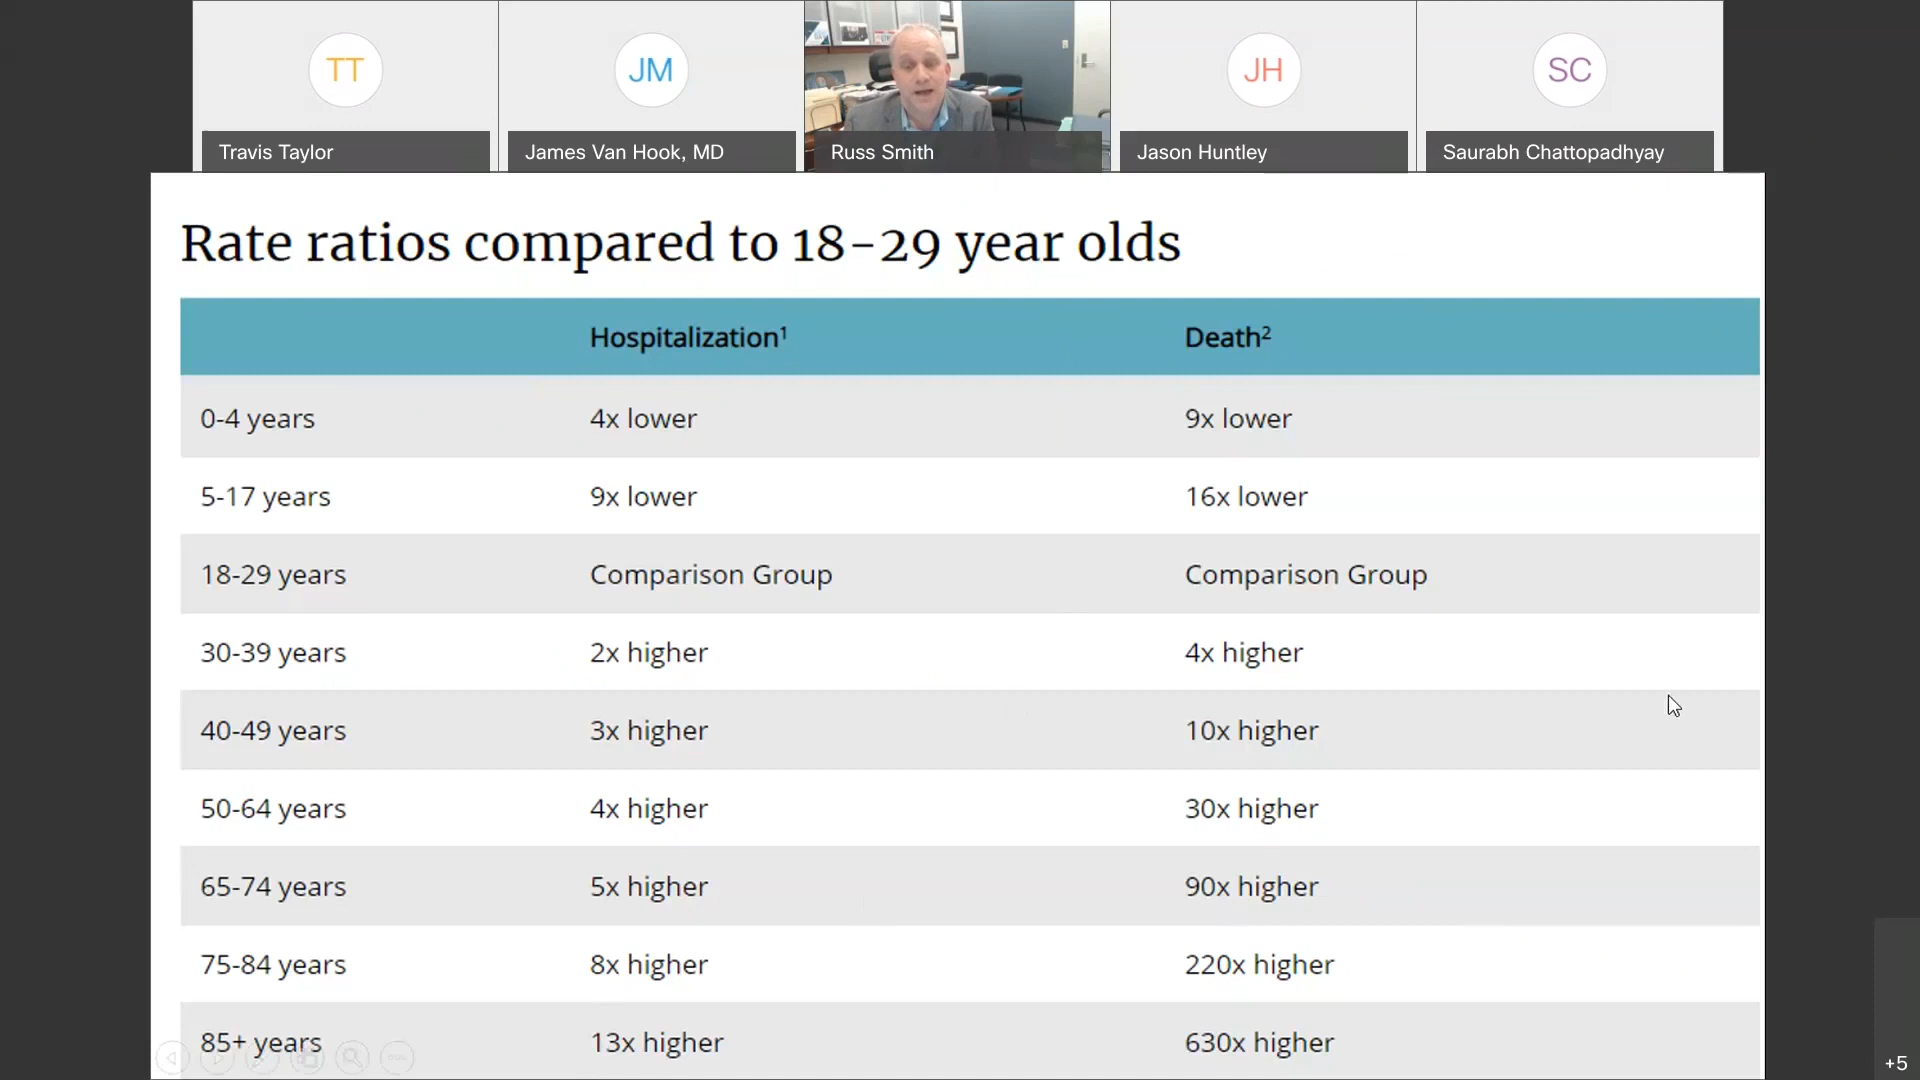 TT
JM
JH
SC
Travis Taylor
James Van Hook, MD
Russ Smith
Jason Huntley
Saurabh Chattopadhyay
Rate ratios compared to 18-29 year olds
Hospitalization¹ Death²
0-4 years 4x lower 9x lower
5-17 years 9x lower 16x lower
18-29 years Comparison Group Comparison Group
30-39 years 2x higher 4x higher
40-49 years 3x higher 10x higher
50-64 years 4x higher 30x higher
65-74 years 5x higher 90x higher
75-84 years 8x higher 220x higher
85+ years 13x higher 630x higher
+5